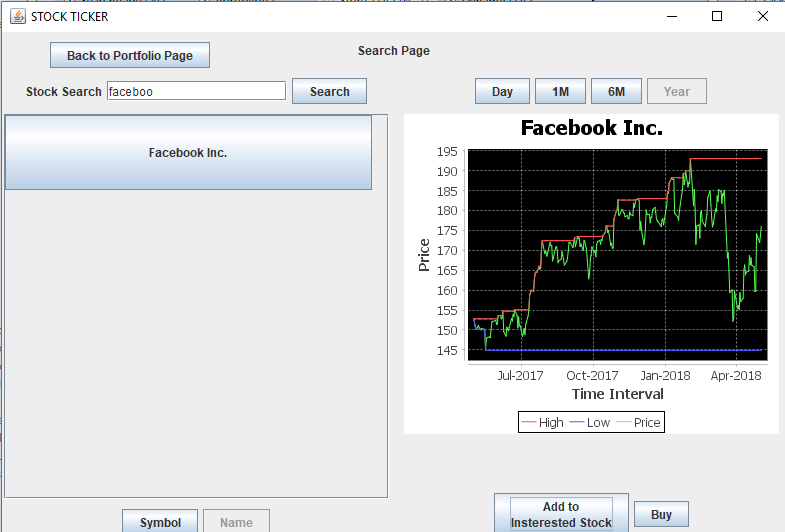 STOCK TICKER
Back to Portfolio Page
Search Page
Stock Search faceboo Search
Day 1M 6M Year
Facebook Inc.
Facebook Inc.
195
190
185
180
175
170
165
160
155
150
145
Price
Jul-2017 Oct-2017 Jan-2018 Apr-2018
Time Interval
High Low Price
Symbol Name
Add to
Insterested Stock
Buy